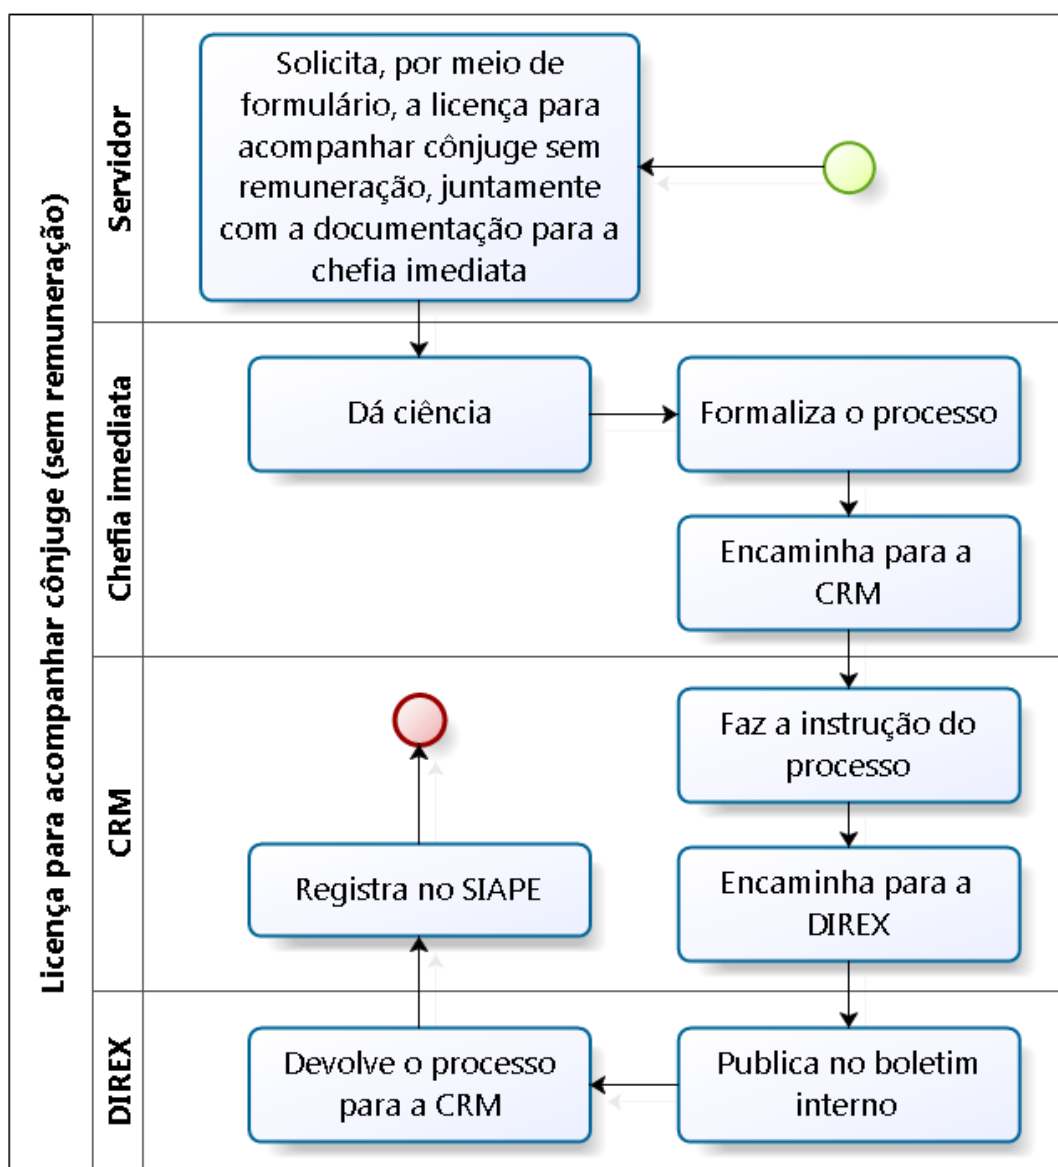 Licença para acompanhar cônjuge (sem remuneração)
Servidor
Solicita, por meio de
formulário, a licença para
acompanhar cônjuge sem
remuneração, juntamente
com a documentação para a
chefia imediata
Chefia imediata
Dá ciência
Formaliza o processo
Encaminha para a
CRM
CRM
Faz a instrução do
processo
Registra no SIAPE
Encaminha para a
DIREX
DIREX
Devolve o processo
para a CRM
Publica no boletim
interno